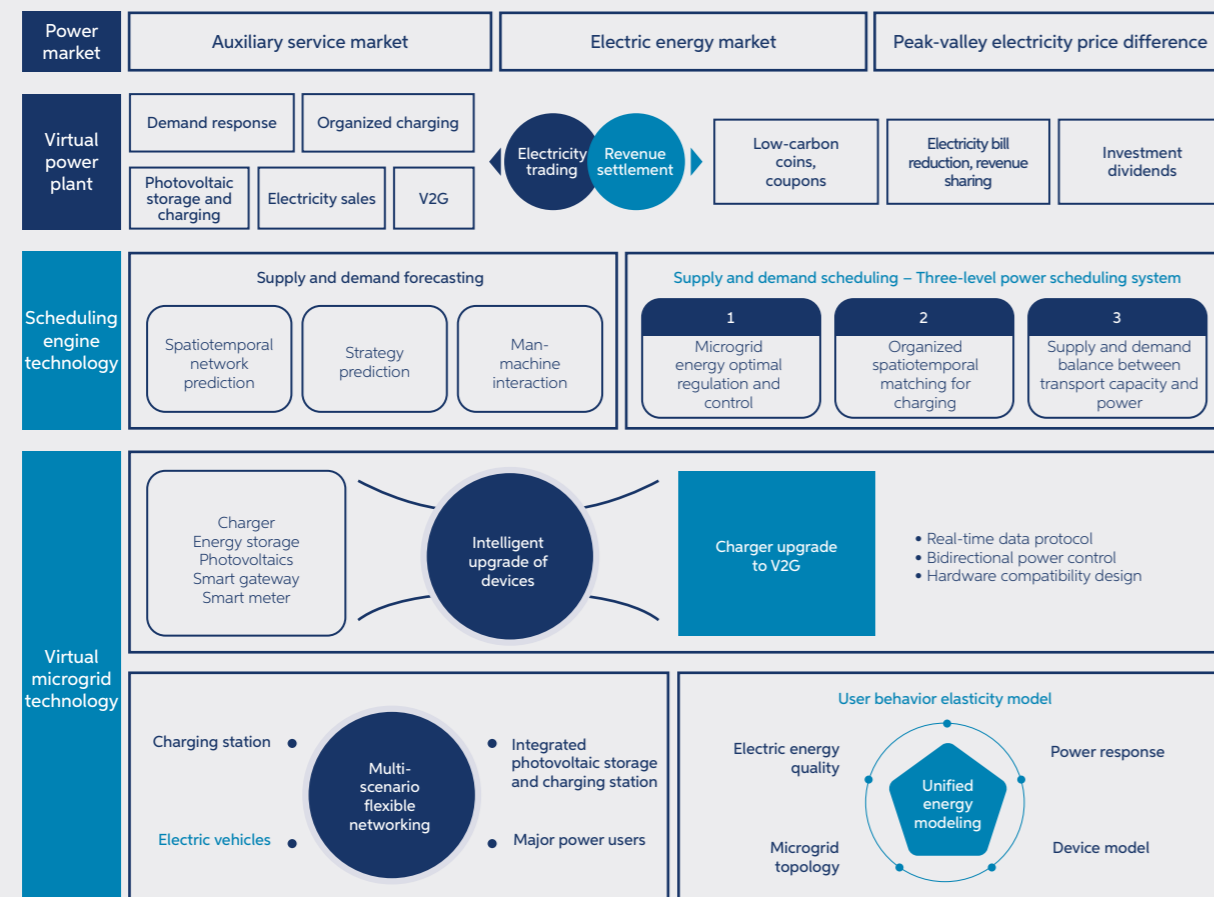 Power
market
Auxiliary service market
Electric energy market
Peak-valley electricity price difference
Virtual
power
plant
Demand response
Organized charging
Photovoltaic
storage and
charging
Electricity sales
V2G
Electricity
trading
Revenue
settlement
Low-carbon
coins,
coupons
Electricity bill
reduction, revenue
sharing
Investment
dividends
Scheduling
engine
technology
Supply and demand forecasting
Spatiotemporal
network
prediction
Strategy
prediction
Man-
machine
interaction
Supply and demand scheduling – Three-level power scheduling system
1
Microgrid
energy optimal
regulation and
control
2
Organized
spatiotemporal
matching for
charging
3
Supply and demand
balance between
transport capacity and
power
Virtual
microgrid
technology
Charger
Energy storage
Photovoltaics
Smart gateway
Smart meter
Intelligent
upgrade of
devices
Charger upgrade
to V2G
• Real-time data protocol
• Bidirectional power control
• Hardware compatibility design
Charging station
Electric vehicles
Multi-
scenario
flexible
networking
Integrated
photovoltaic storage
and charging station
Major power users
User behavior elasticity model
Electric energy
quality
Power response
Unified
energy
modeling
Microgrid
topology
Device model